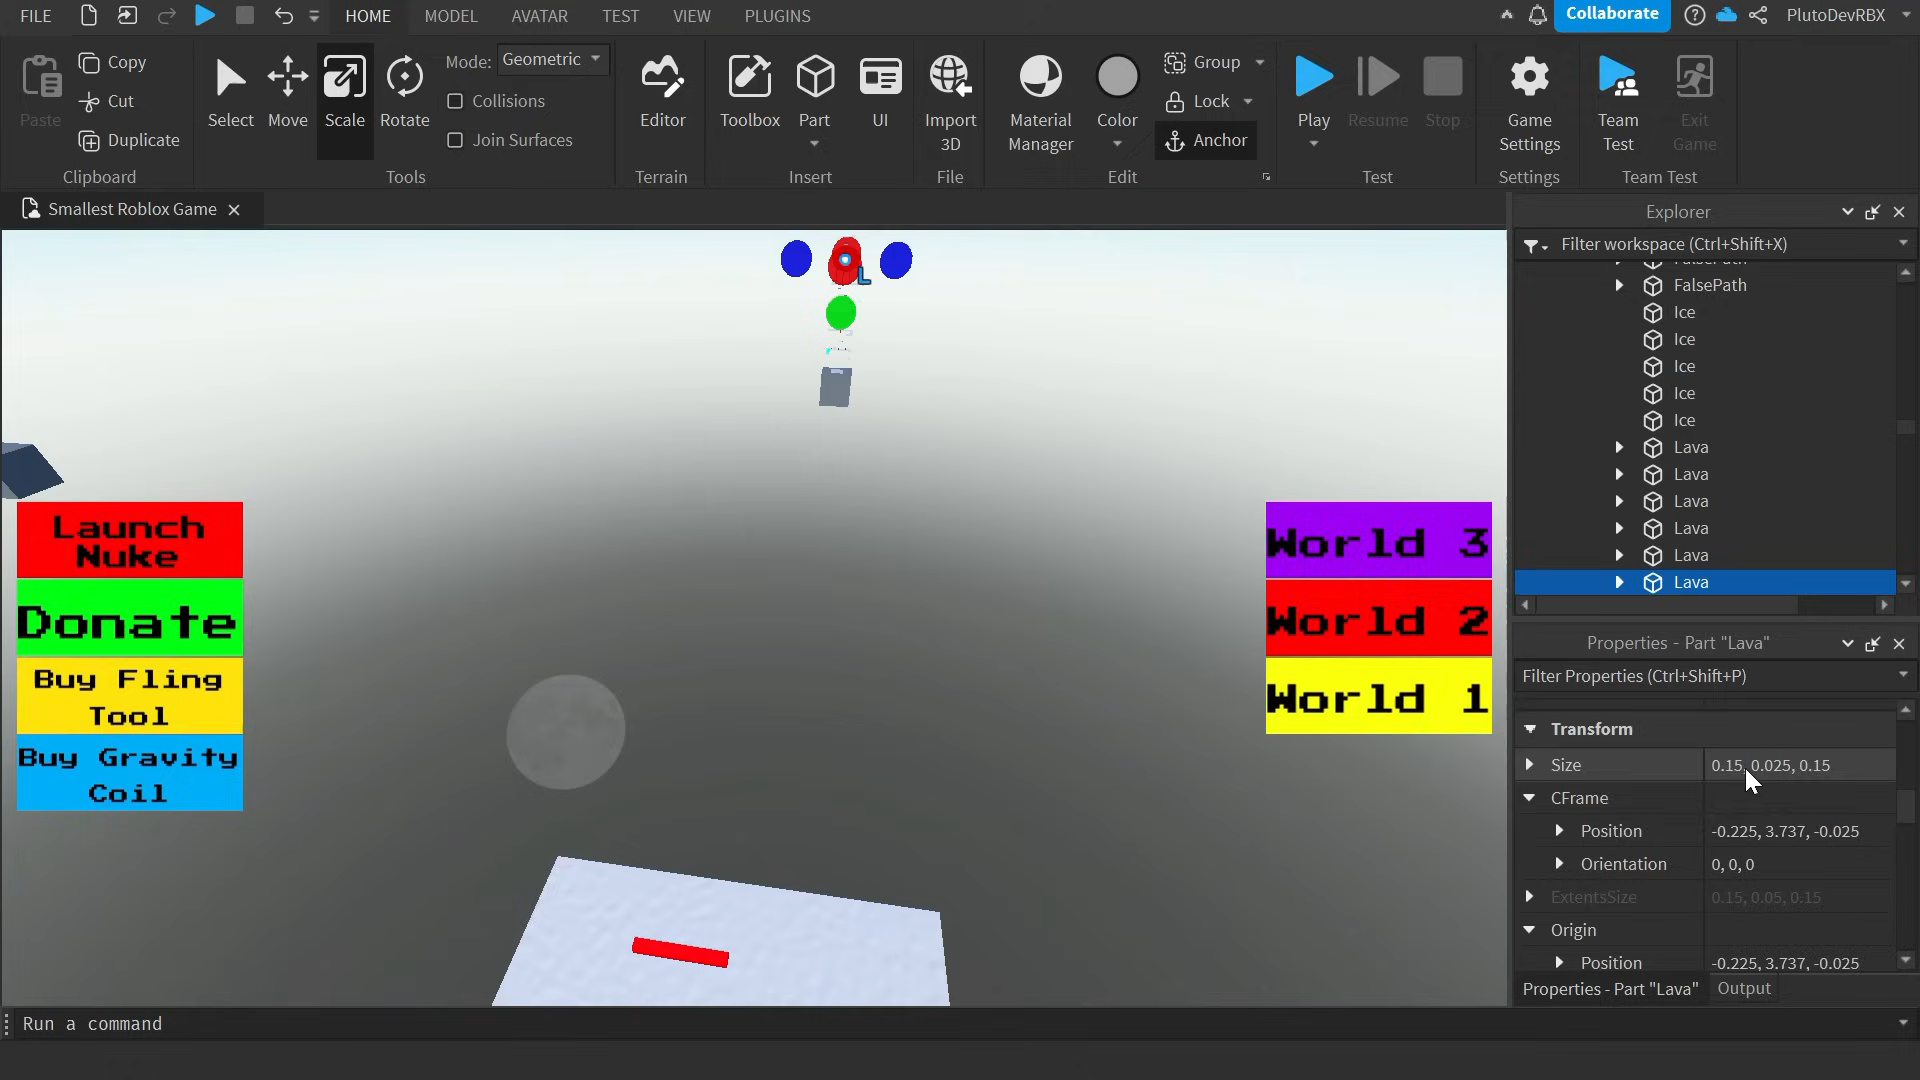 FILE HOME MODEL AVATAR TEST VIEW PLUGINS Collaborate PlutoDevRBX
Paste
Copy
Cut
Duplicate
Clipboard
Select Move Scale Rotate
Mode: Geometric
Collisions
Join Surfaces
Tools
Editor
Terrain
Toolbox Part UI
Insert
Import
3D
File
Material
Manager
Color
Group
Lock
Anchor
Edit
Play Resume Stop
Test
Game
Settings
Settings
Team
Test
Exit
Game
Team Test
Smallest Roblox Game
L
Launch
Nuke
Donate
Buy Fling
Tool
Buy Gravity
Coil
World 3
World 2
World 1
Explorer
Filter workspace (Ctrl+Shift+X)
FalsePath
FalsePath
Ice
Ice
Ice
Ice
Ice
Lava
Lava
Lava
Lava
Lava
Lava
Properties - Part "Lava"
Filter Properties (Ctrl+Shift+P)
Transform
Size 0.15, 0.025, 0.15
CFrame
Position -0.225, 3.737, -0.025
Orientation 0, 0, 0
ExtentsSize 0.15, 0.05, 0.15
Origin
Position -0.225, 3.737, -0.025
Properties - Part "Lava" Output
Run a command